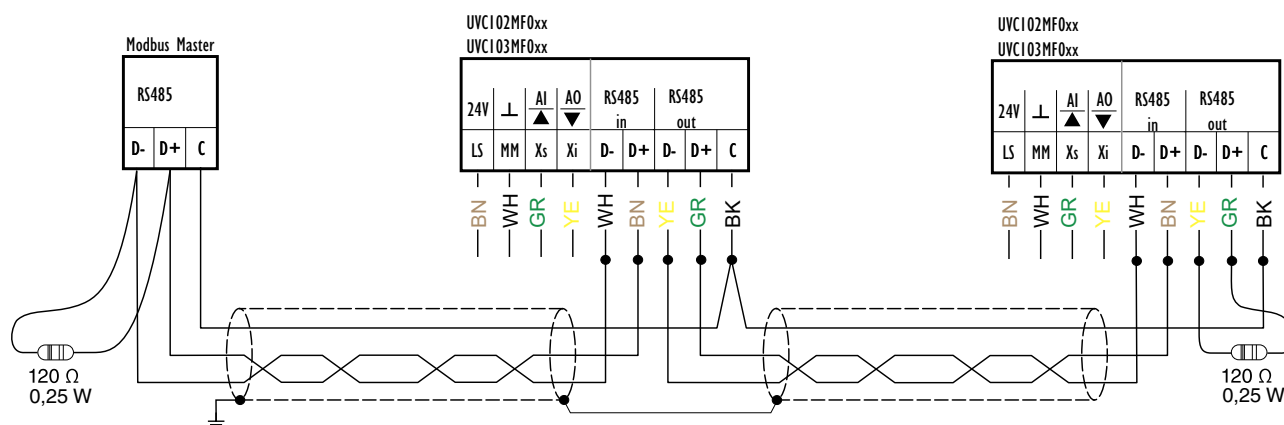 Modbus Master
RS485
D- D+ C
UVC102MF0xx
UVC103MF0xx
24V ⊥ AI AO RS485 in RS485 out
LS MM Xs Xi D- D+ D- D+ C
BN WH GR YE WH BN YE GR BK
UVC102MF0xx
UVC103MF0xx
24V ⊥ AI AO RS485 in RS485 out
LS MM Xs Xi D- D+ D- D+ C
BN WH GR YE WH BN YE GR BK
120 Ω
0,25 W
120 Ω
0,25 W